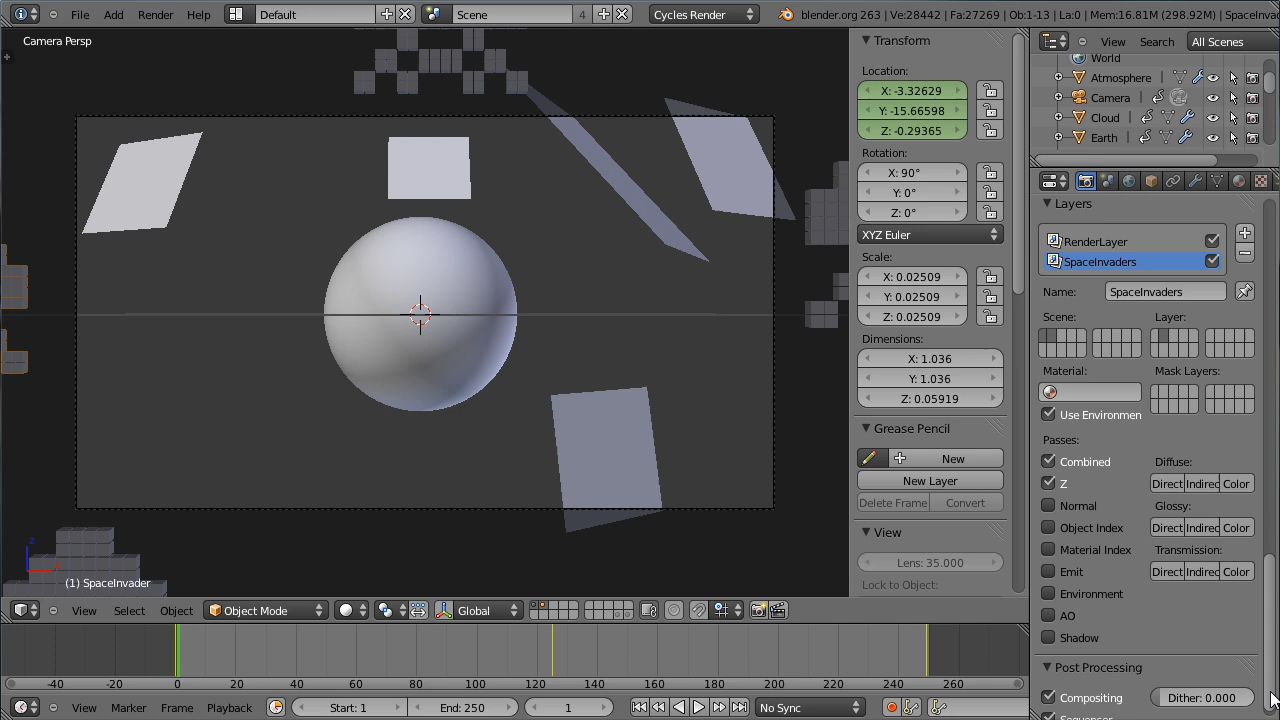 File Add Render Help Default Scene 4 Cycles Render blender.org 263 | Ve:28442 | Fa:27269 | Ob:1-13 | La:0 | Mem:16.81M (298.92M) | SpaceInvad
Camera Persp
(1) SpaceInvader
z
View Select Object Object Mode Global
Transform
Location:
X: -3.32629
Y: -15.66598
Z: -0.29365
Rotation:
X: 90°
Y: 0°
Z: 0°
XYZ Euler
Scale:
X: 0.02509
Y: 0.02509
Z: 0.02509
Dimensions:
X: 1.036
Y: 1.036
Z: 0.05919
Grease Pencil
New
New Layer
Delete Frame Convert
View
Lens: 35.000
Lock to Object:
View Search All Scenes
World
Atmosphere
Camera
Cloud
Earth
Layers
RenderLayer
SpaceInvaders
Name: SpaceInvaders
Scene: Layer:
Material: Mask Layers:
Use Environmen
Passes:
Combined Diffuse:
Z Direct Indirec Color
Normal Glossy:
Object Index Direct Indirec Color
Material Index Transmission:
Emit Direct Indirec Color
Environment
AO
Shadow
Post Processing
Compositing Dither: 0.000
-40 -20 0 20 40 60 80 100 120 140 160 180 200 220 240 260
View Marker Frame Playback Start: 1 End: 250 1 No Sync